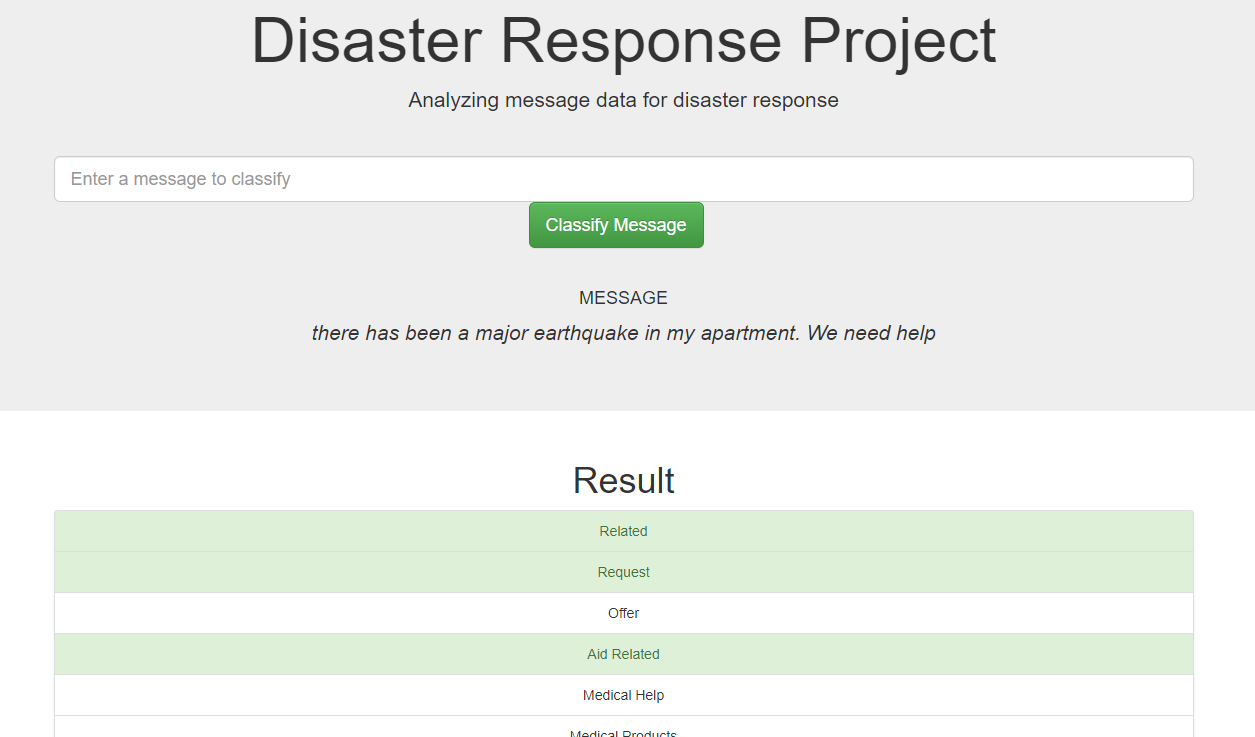 Disaster Response Project
Analyzing message data for disaster response
Enter a message to classify
Classify Message
MESSAGE
there has been a major earthquake in my apartment. We need help
Result
Related
Request
Offer
Aid Related
Medical Help
Medical Products